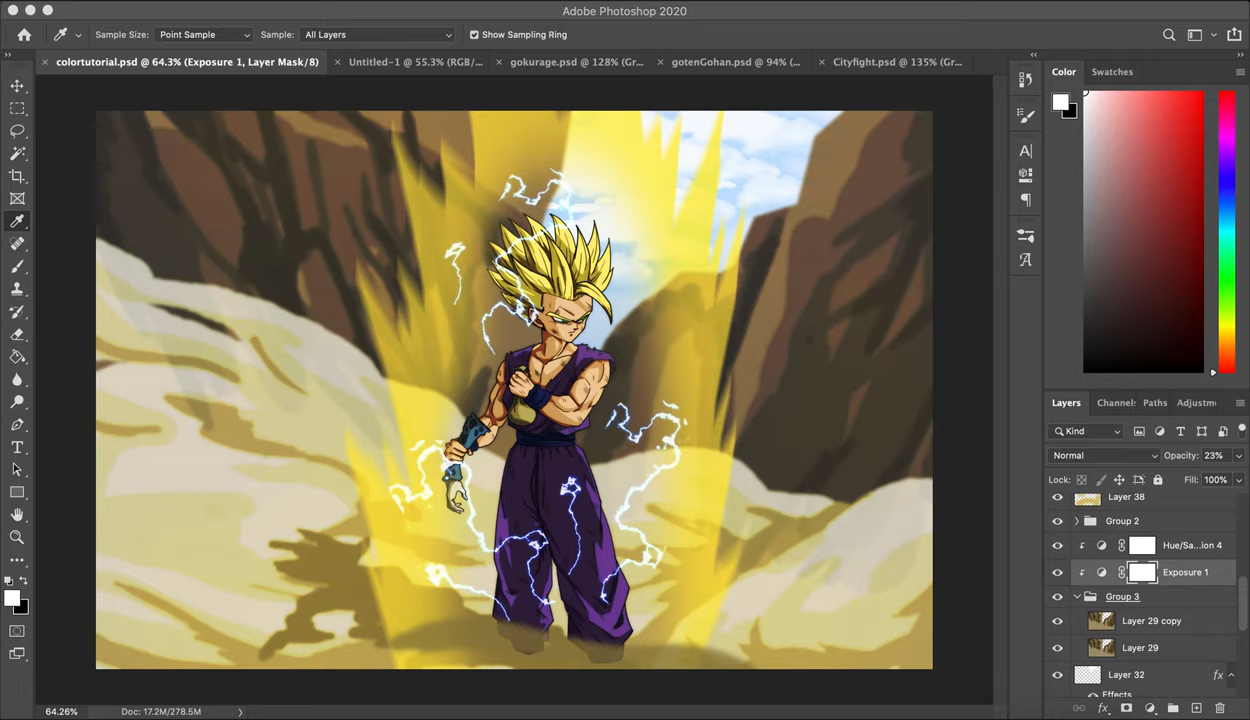 Adobe Photoshop 2020
Sample Size: Point Sample Sample: All Layers Show Sampling Ring
colortutorial.psd @ 64.3% (Exposure 1, Layer Mask/8) Untitled-1 @ 55.3% (RGB/... gokurage.psd @ 128% (Gr... gotenGohan.psd @ 94% (... Cityfight.psd @ 135% (Gr...
Color Swatches
Layers Channels Paths Adjustm
Kind
Normal Opacity: 23%
Lock: Fill: 100%
Layer 38
Group 2
Hue/Sa...ion 4
Exposure 1
Group 3
Layer 29 copy
Layer 29
Layer 32 fx
Effects
64.26% Doc: 17.2M/278.5M